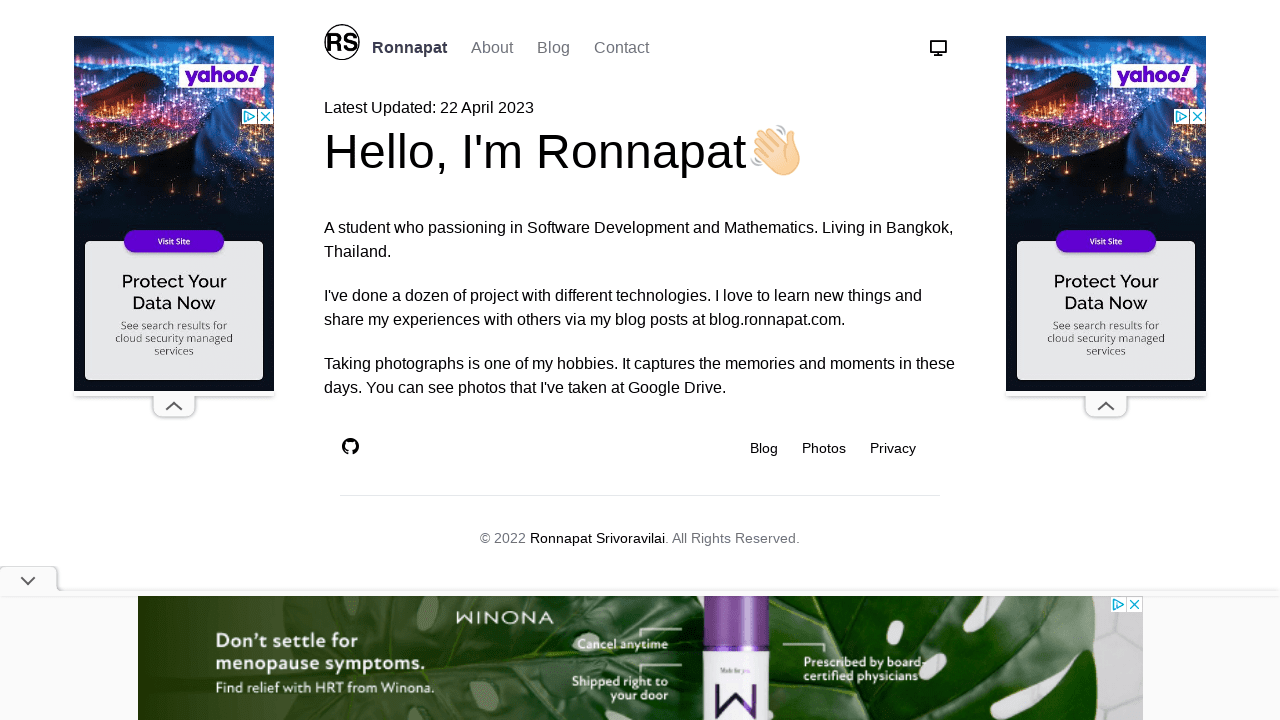 RS
Ronnapat
About
Blog
Contact
Latest Updated: 22 April 2023
Hello, I'm Ronnapat
A student who passioning in Software Development and Mathematics. Living in Bangkok,
Thailand.
I've done a dozen of project with different technologies. I love to learn new things and
share my experiences with others via my blog posts at blog.ronnapat.com.
Taking photographs is one of my hobbies. It captures the memories and moments in these
days. You can see photos that I've taken at Google Drive.
Blog
Photos
Privacy
© 2022 Ronnapat Srivoravilai. All Rights Reserved.
yahoo!
Visit Site
Protect Your
Data Now
See search results for
cloud security managed
services
yahoo!
Visit Site
Protect Your
Data Now
See search results for
cloud security managed
services
WINONA
Don't settle for
menopause symptoms.
Find relief with HRT from Winona.
Cancel anytime
Shipped right to
your door
Made for you.
W
Prescribed by board-
certified physicians